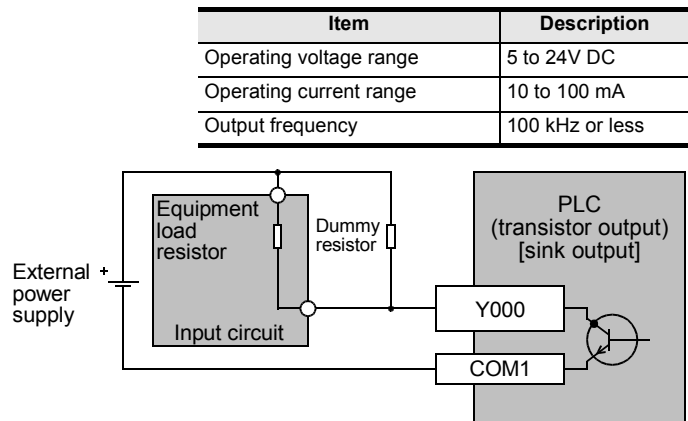 Item Description
Operating voltage range 5 to 24V DC
Operating current range 10 to 100 mA
Output frequency 100 kHz or less
PLC
(transistor output)
[sink output]
Equipment
load
resistor
Dummy
resistor
External
power
supply
+
Input circuit
Y000
COM1